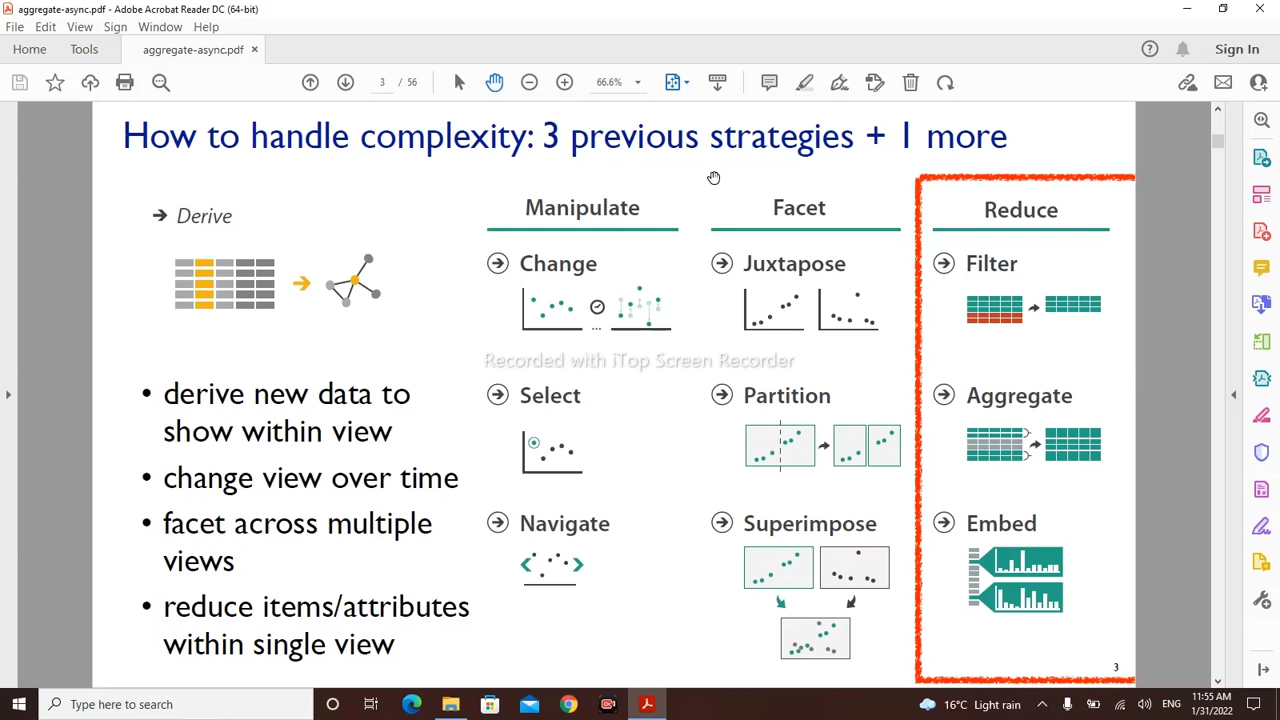 aggregate-async.pdf - Adobe Acrobat Reader DC (64-bit)
File Edit View Sign Window Help
Home Tools aggregate-async.pdf × Sign In
3 / 56 66.6%
How to handle complexity: 3 previous strategies + 1 more
Derive
Manipulate Facet Reduce
Change Juxtapose Filter
...
Recorded with iTop Screen Recorder
• derive new data to
show within view
• change view over time
• facet across multiple
views
• reduce items/attributes
within single view
Select Partition Aggregate
Navigate Superimpose Embed
3
Type here to search
16°C Light rain ENG 11:55 AM
1/31/2022